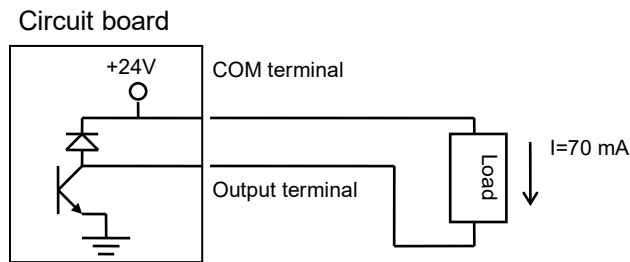 Circuit board
+24V
COM terminal
Output terminal
Load
I=70 mA